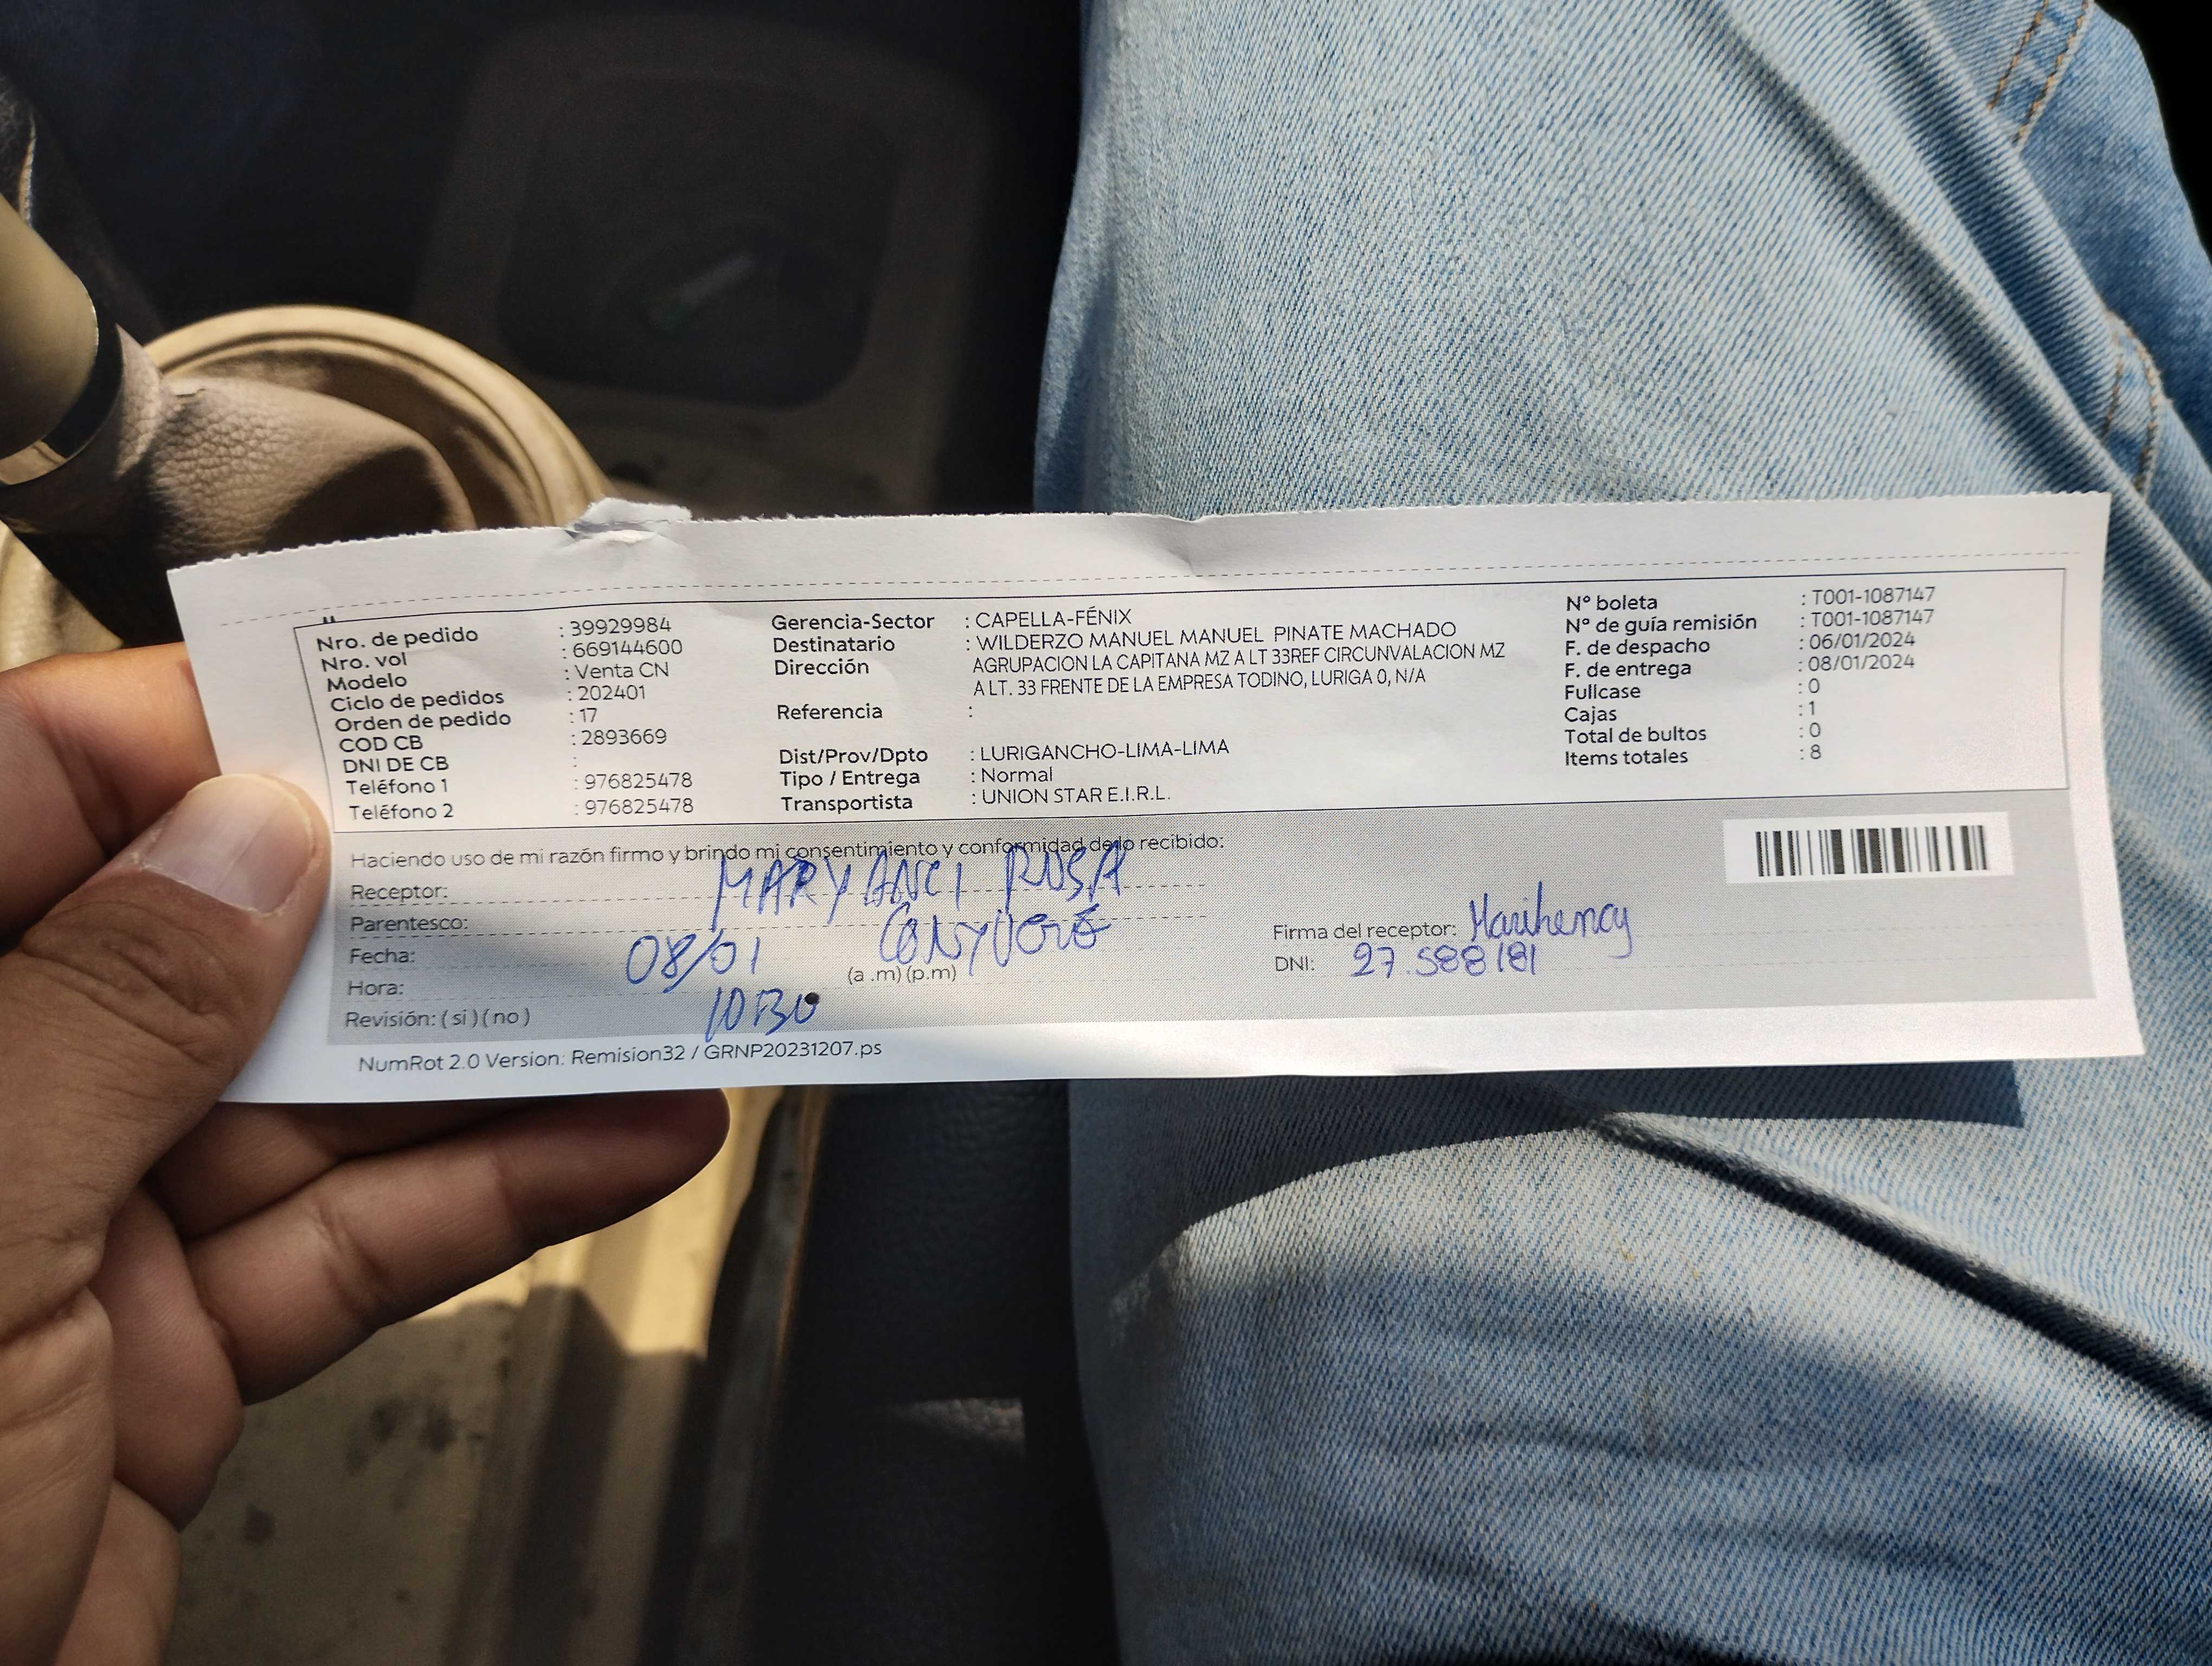 Nro. de pedido : 39929984
Nro. vol : 669144600
Modelo : Venta CN
Ciclo de pedidos : 202401
Orden de pedido : 17
COD CB : 2893669
DNI DE CB :
Teléfono 1 : 976825478
Teléfono 2 : 976825478
Gerencia-Sector : CAPELLA-FÉNIX
Destinatario : WILDERZO MANUEL MANUEL PINATE MACHADO
Dirección AGRUPACION LA CAPITANA MZ A LT 33REF CIRCUNVALACION MZ
A LT. 33 FRENTE DE LA EMPRESA TODINO, LURIGA 0, N/A
Referencia :
Dist/Prov/Dpto : LURIGANCHO-LIMA-LIMA
Tipo / Entrega : Normal
Transportista : UNION STAR E.I.R.L.
N° boleta : T001-1087147
N° de guía remisión : T001-1087147
F. de despacho : 06/01/2024
F. de entrega : 08/01/2024
Fullcase : 0
Cajas : 1
Total de bultos : 0
Items totales : 8
Haciendo uso de mi razón firmo y brindo mi consentimiento y conformidad de lo recibido:
Receptor: MARYANCI ROSA
Parentesco:
Fecha: 08/01
Hora: (a .m) (p.m)
Revisión: ( si ) ( no )
Firma del receptor: Marihency
DNI: 27.588181
NumRot 2.0 Version: Remision32 / GRNP20231207.ps